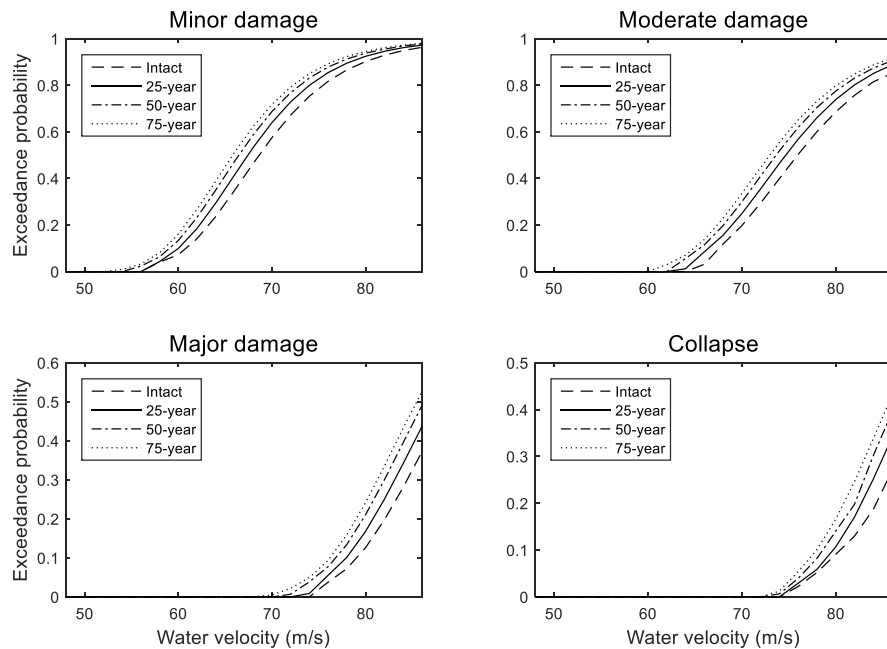 Minor damage
Exceedance probability
1
0.8
0.6
0.4
0.2
0
50 60 70 80
Intact
25-year
50-year
75-year
Moderate damage
1
0.8
0.6
0.4
0.2
0
50 60 70 80
Intact
25-year
50-year
75-year
Major damage
Exceedance probability
0.6
0.5
0.4
0.3
0.2
0.1
0
50 60 70 80
Water velocity (m/s)
Intact
25-year
50-year
75-year
Collapse
0.5
0.4
0.3
0.2
0.1
0
50 60 70 80
Water velocity (m/s)
Intact
25-year
50-year
75-year